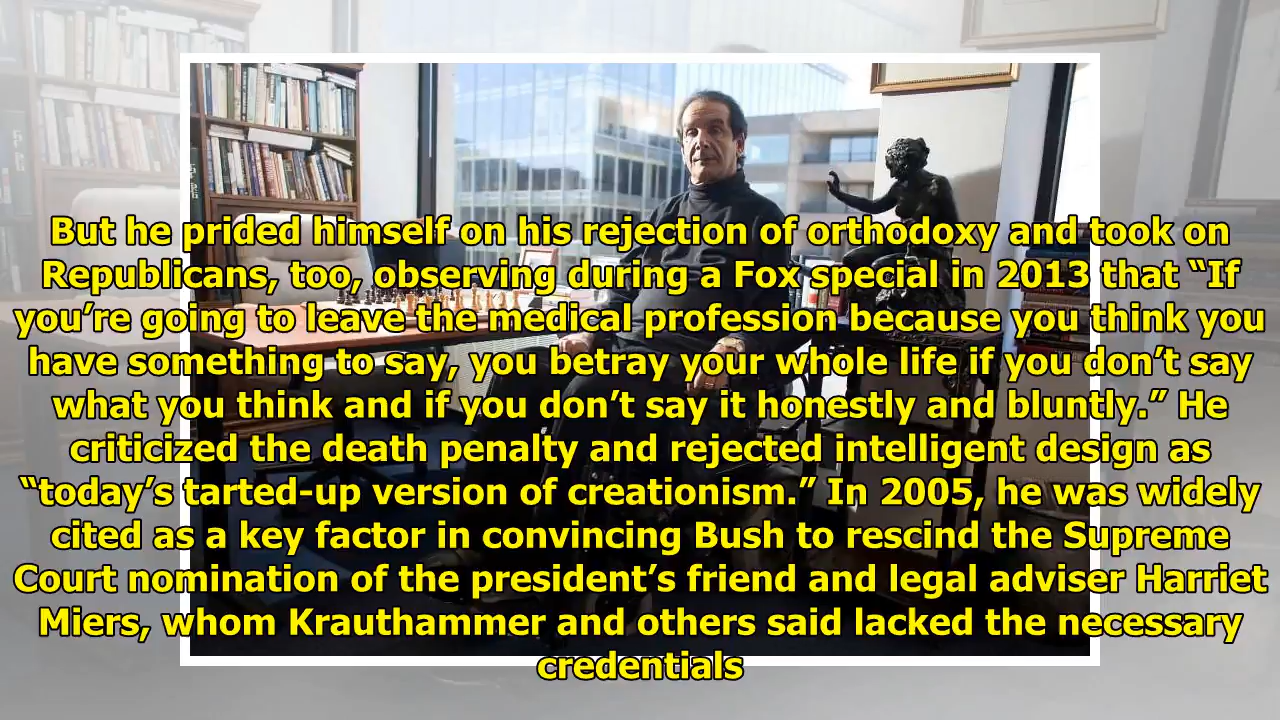 But he prided himself on his rejection of orthodoxy and took on
Republicans, too, observing during a Fox special in 2013 that “If
you’re going to leave the medical profession because you think you
have something to say, you betray your whole life if you don’t say
what you think and if you don’t say it honestly and bluntly.” He
criticized the death penalty and rejected intelligent design as
“today’s tarted-up version of creationism.” In 2005, he was widely
cited as a key factor in convincing Bush to rescind the Supreme
Court nomination of the president’s friend and legal adviser Harriet
Miers, whom Krauthammer and others said lacked the necessary
credentials